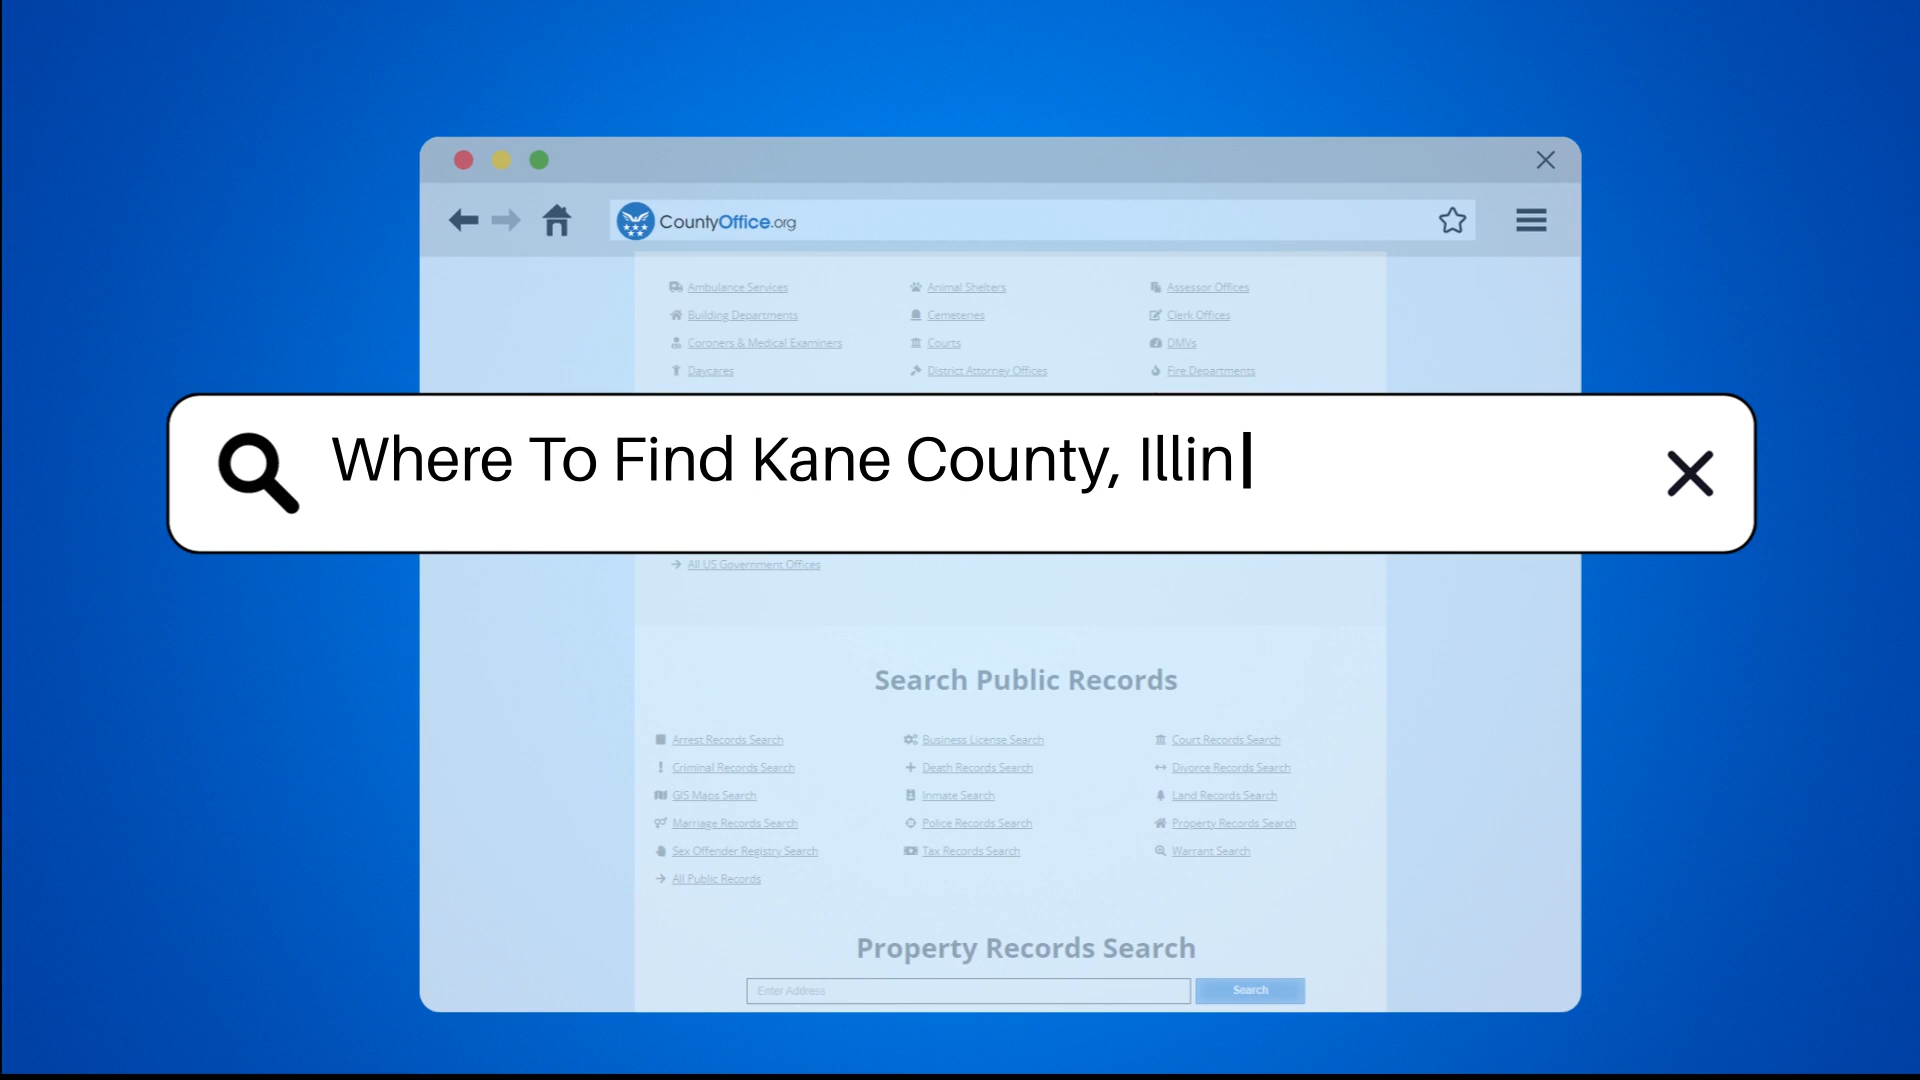 CountyOffice.org
Ambulance Services Animal Shelters Assessor Offices
Building Departments Cemeteries Clerk Offices
Coroners & Medical Examiners Courts DMVs
Daycares District Attorney Offices Fire Departments
Where To Find Kane County, Illin
All US Government Offices
Search Public Records
Arrest Records Search Business License Search Court Records Search
Criminal Records Search Death Records Search Divorce Records Search
GIS Maps Search Inmate Search Land Records Search
Marriage Records Search Police Records Search Property Records Search
Sex Offender Registry Search Tax Records Search Warrant Search
All Public Records
Property Records Search
Enter Address Search